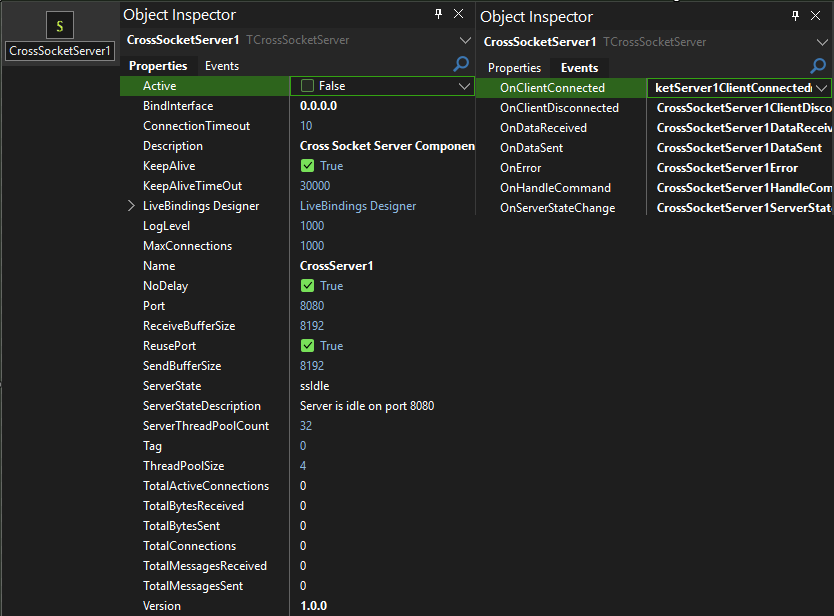 S
CrossSocketServer1
Object Inspector
CrossSocketServer1 TCrossSocketServer
Properties Events
Active False
BindInterface 0.0.0.0
ConnectionTimeout 10
Description Cross Socket Server Componen
KeepAlive True
KeepAliveTimeOut 30000
LiveBindings Designer LiveBindings Designer
LogLevel 1000
MaxConnections 1000
Name CrossServer1
NoDelay True
Port 8080
ReceiveBufferSize 8192
ReusePort True
SendBufferSize 8192
ServerState ssIdle
ServerStateDescription Server is idle on port 8080
ServerThreadPoolCount 32
Tag 0
ThreadPoolSize 4
TotalActiveConnections 0
TotalBytesReceived 0
TotalBytesSent 0
TotalConnections 0
TotalMessagesReceived 0
TotalMessagesSent 0
Version 1.0.0
Object Inspector
CrossSocketServer1 TCrossSocketServer
Properties Events
OnClientConnected ketServer1ClientConnected
OnClientDisconnected CrossSocketServer1ClientDisco
OnDataReceived CrossSocketServer1DataReceiv
OnDataSent CrossSocketServer1DataSent
OnError CrossSocketServer1Error
OnHandleCommand CrossSocketServer1HandleCom
OnServerStateChange CrossSocketServer1ServerStat